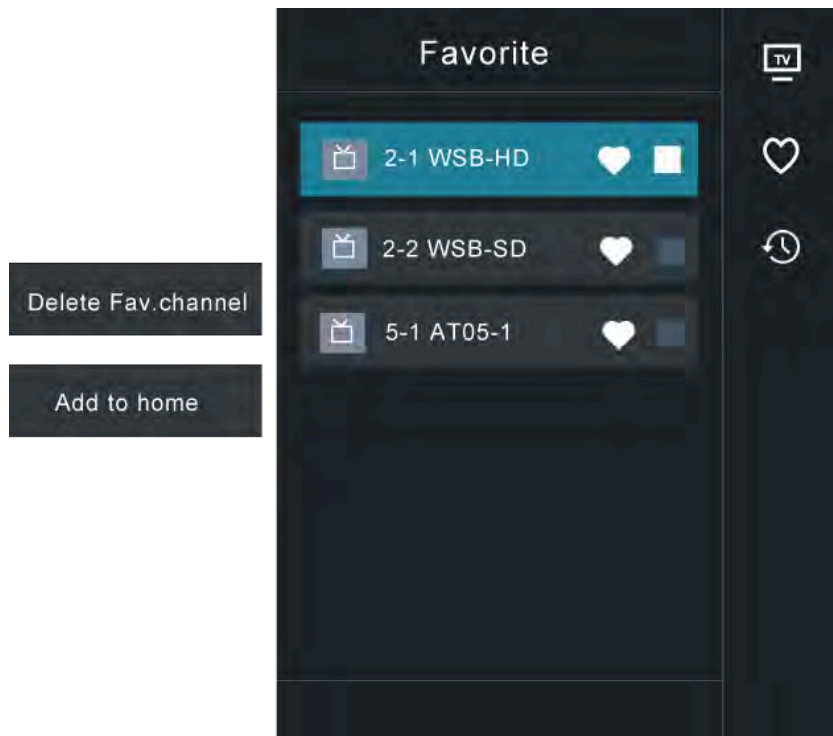 Favorite
TV
2-1 WSB-HD
2-2 WSB-SD
5-1 AT05-1
Delete Fav.channel
Add to home